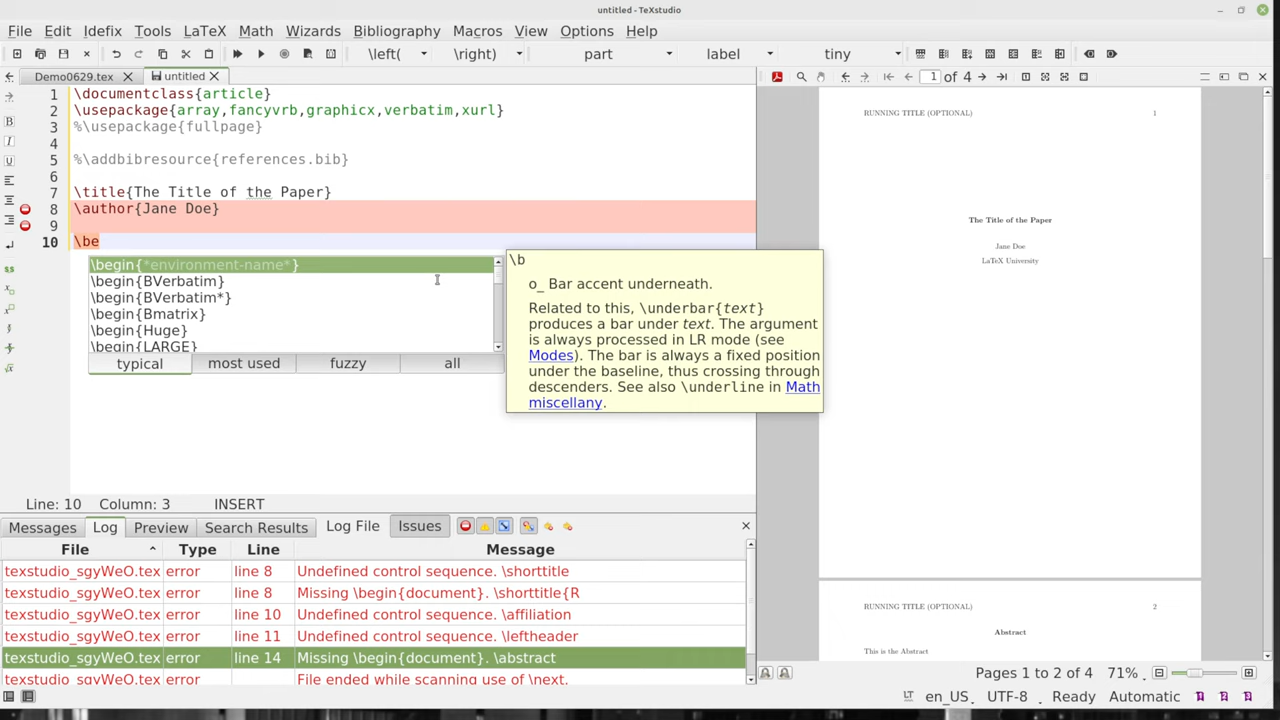 untitled - TeXstudio
File Edit Idefix Tools LaTeX Math Wizards Bibliography Macros View Options Help
\left( \right) part label tiny
Demo0629.tex untitled
1 of 4
1 \documentclass{article}
2 \usepackage{array,fancyvrb,graphicx,verbatim,xurl}
3 %\usepackage{fullpage}
4
5 %\addbibresource{references.bib}
6
7 \title{The Title of the Paper}
8 \author{Jane Doe}
9
10 \be
\begin{*environment-name*}
\begin{BVerbatim}
\begin{BVerbatim*}
\begin{Bmatrix}
\begin{Huge}
\begin{LARGE}
typical most used fuzzy all
\b
o_ Bar accent underneath.
Related to this, \underbar{text}
produces a bar under text. The argument
is always processed in LR mode (see
Modes). The bar is always a fixed position
under the baseline, thus crossing through
descenders. See also \underline in Math
miscellany.
RUNNING TITLE (OPTIONAL) 1
The Title of the Paper
Jane Doe
LaTeX University
RUNNING TITLE (OPTIONAL) 2
Abstract
This is the Abstract
Line: 10 Column: 3 INSERT
Messages Log Preview Search Results Log File Issues
File Type Line Message
texstudio_sgyWeO.tex error line 8 Undefined control sequence. \shorttitle
texstudio_sgyWeO.tex error line 8 Missing \begin{document}. \shorttitle{R
texstudio_sgyWeO.tex error line 10 Undefined control sequence. \affiliation
texstudio_sgyWeO.tex error line 11 Undefined control sequence. \leftheader
texstudio_sgyWeO.tex error line 14 Missing \begin{document}. \abstract
texstudio_sgyWeO.tex error File ended while scanning use of \next.
Pages 1 to 2 of 4 71%
en_US UTF-8 Ready Automatic